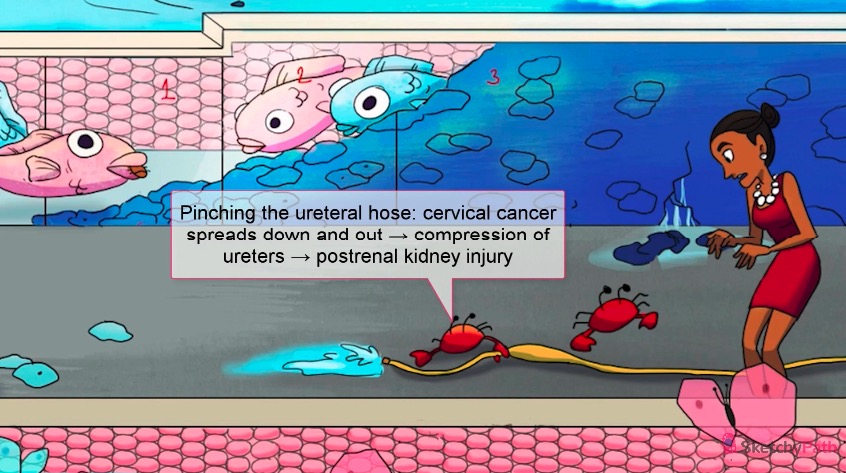 1
2
3
Pinching the ureteral hose: cervical cancer
spreads down and out → compression of
ureters → postrenal kidney injury
SketchyPath